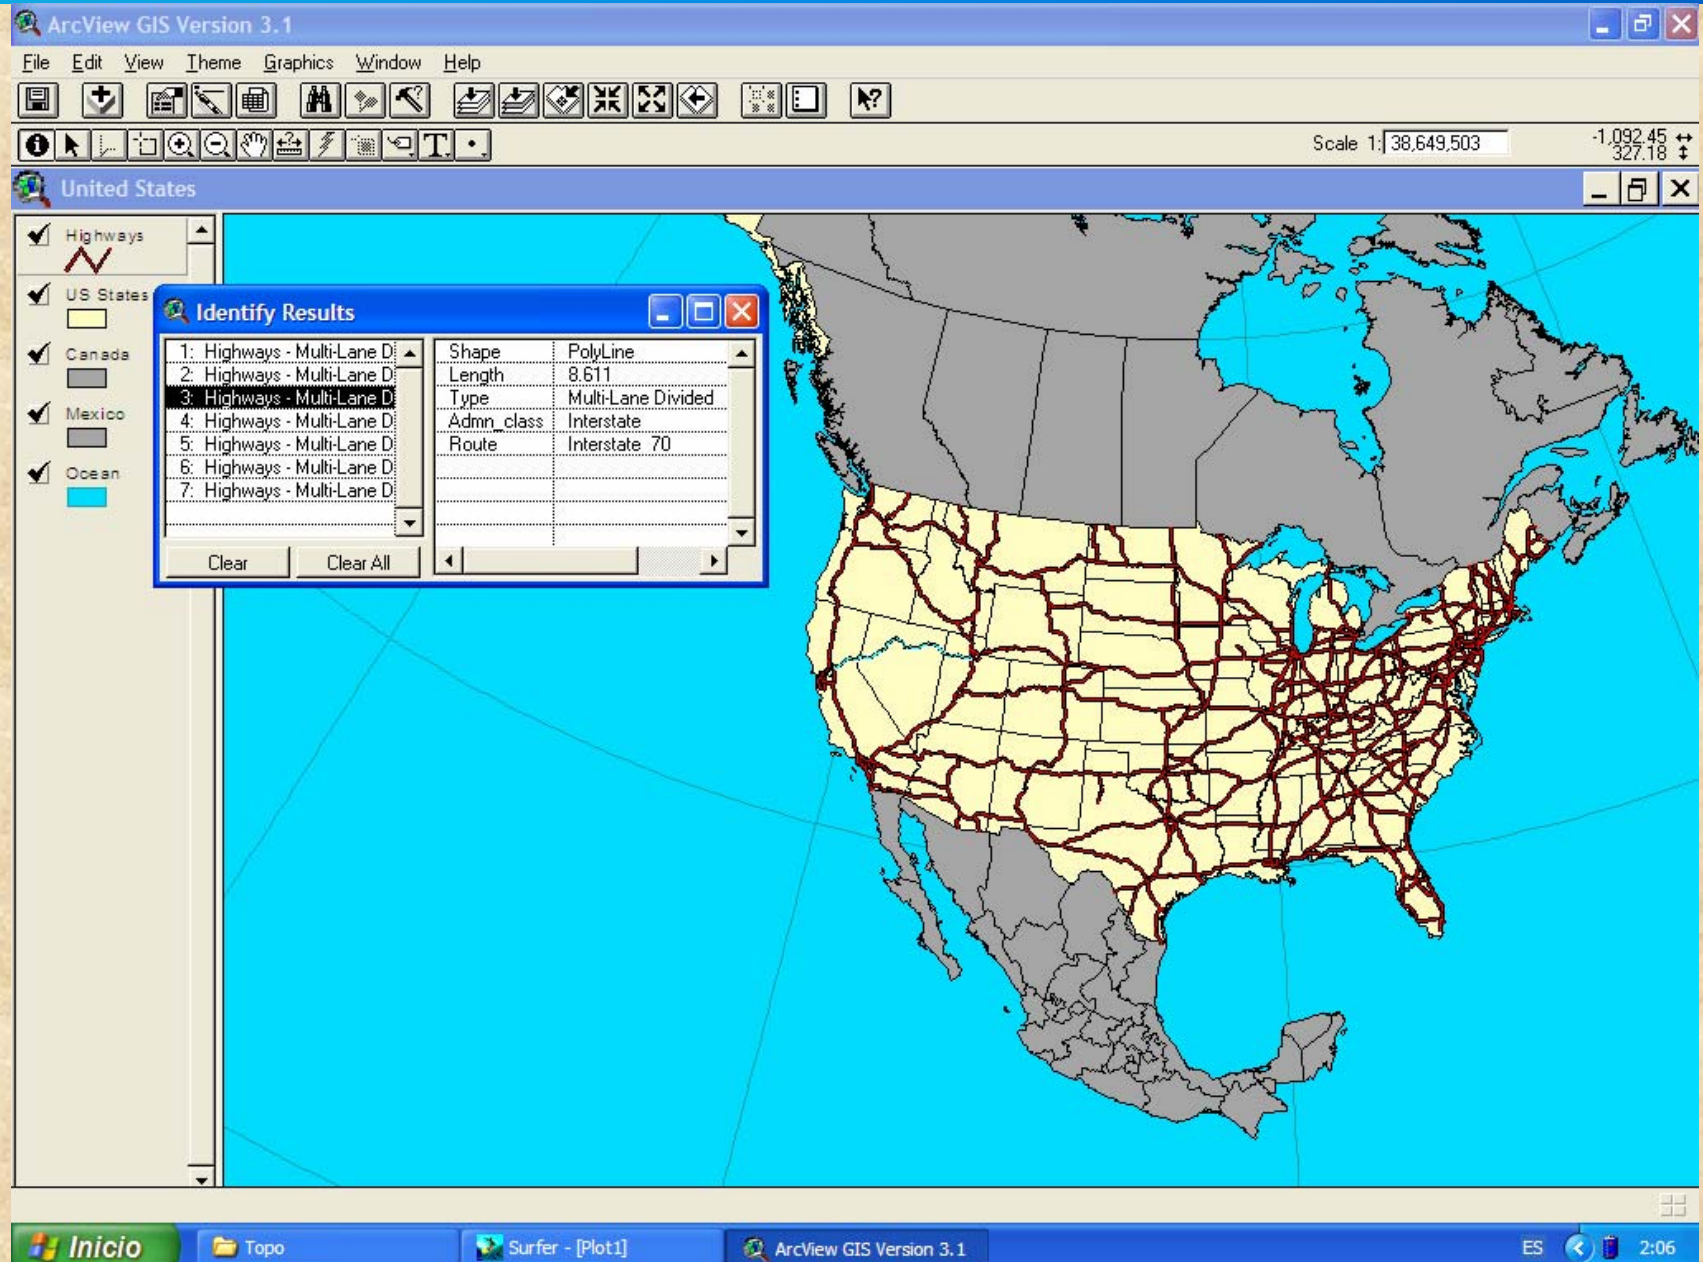 ArcView GIS Version 3.1
File Edit View Theme Graphics Window Help
Scale 1: 38,649,503
-1,092.45
327.18
United States
Highways
US States
Canada
Mexico
Ocean
Identify Results
1: Highways - Multi-Lane D
2: Highways - Multi-Lane D
3: Highways - Multi-Lane D
4: Highways - Multi-Lane D
5: Highways - Multi-Lane D
6: Highways - Multi-Lane D
7: Highways - Multi-Lane D
Shape PolyLine
Length 8.611
Type Multi-Lane Divided
Admn_class Interstate
Route Interstate 70
Clear Clear All
Inicio Topo Surfer - [Plot1] ArcView GIS Version 3.1 ES 2:06